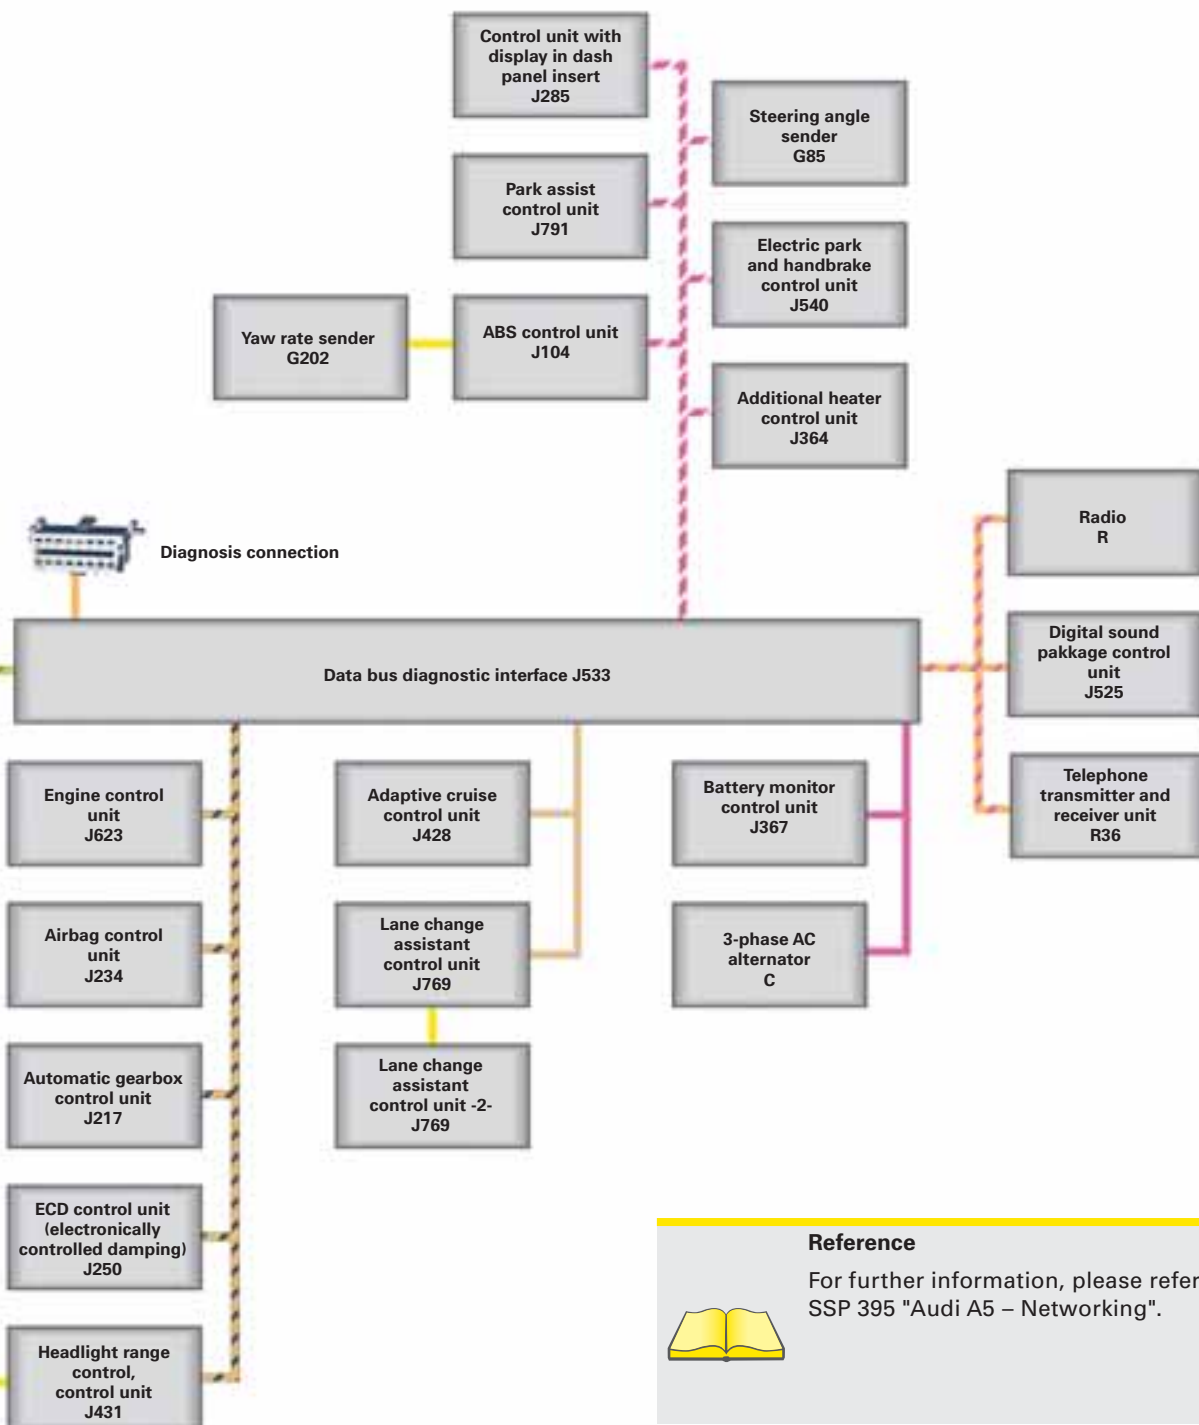 Control unit with
display in dash
panel insert
J285
Steering angle
sender
G85
Park assist
control unit
J791
Electric park
and handbrake
control unit
J540
Yaw rate sender
G202
ABS control unit
J104
Additional heater
control unit
J364
Diagnosis connection
Radio
R
Data bus diagnostic interface J533
Digital sound
pakkage control
unit
J525
Telephone
transmitter and
receiver unit
R36
Engine control
unit
J623
Adaptive cruise
control unit
J428
Battery monitor
control unit
J367
Airbag control
unit
J234
Lane change
assistant
control unit
J769
3-phase AC
alternator
C
Automatic gearbox
control unit
J217
Lane change
assistant
control unit -2-
J769
ECD control unit
(electronically
controlled damping)
J250
Headlight range
control,
control unit
J431
Reference
For further information, please refer
SSP 395 "Audi A5 – Networking".